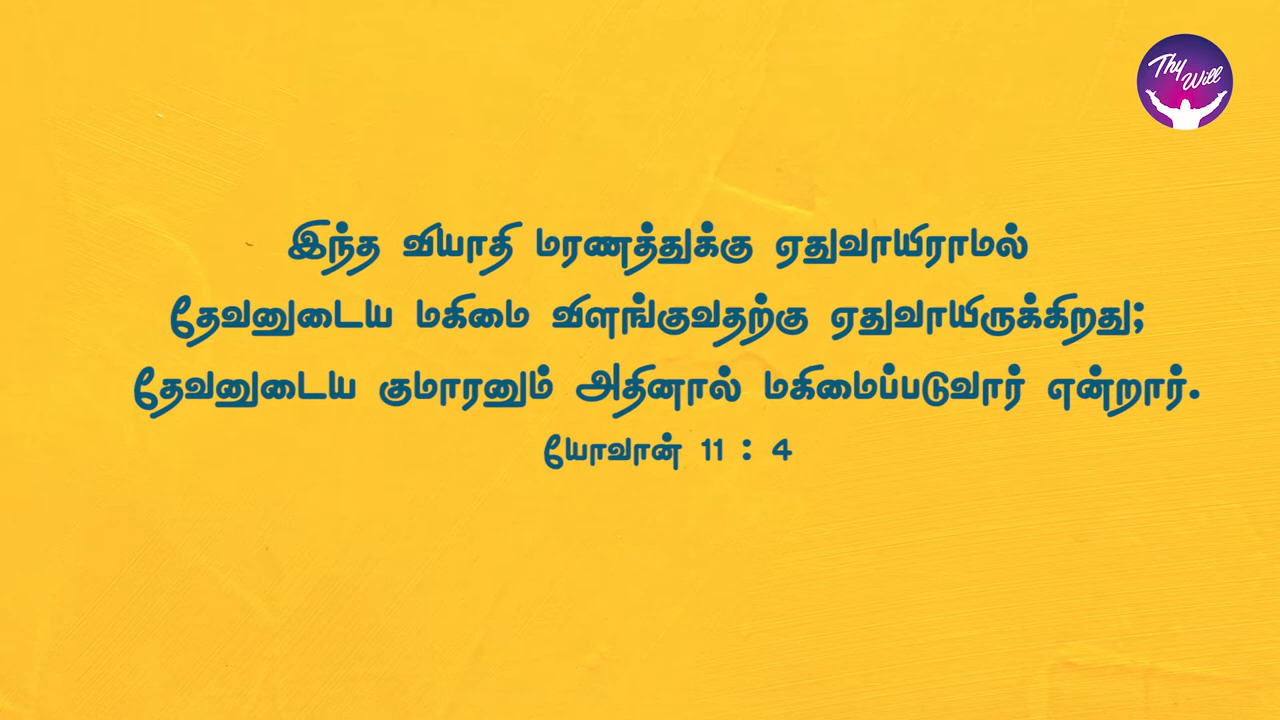 Thy Will
இந்த வியாதி மரணத்துக்கு ஏதுவாயிராமல்
தேவனுடைய மகிமை விளங்குவதற்கு ஏதுவாயிருக்கிறது;
தேவனுடைய குமாரனும் அதினால் மகிமைப்படுவார் என்றார்.
யோவான் 11 : 4